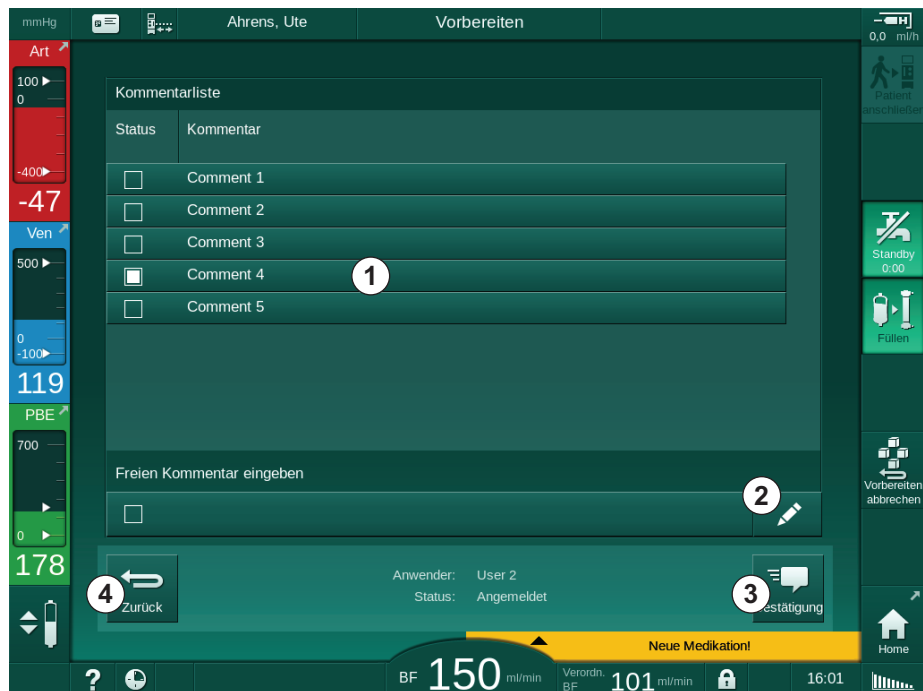 mmHg
Ahrens, Ute
Vorbereiten
0,0 ml/h
Art
100
0
-400
-47
Ven
500
0
-100
119
PBE
700
0
178
Kommentarliste
Status Kommentar
Comment 1
Comment 2
Comment 3
Comment 4
1
Comment 5
Freien Kommentar eingeben
2
4
Zurück
Anwender: User 2
Status: Angemeldet
3
estätigung
Neue Medikation!
Patient
anschließen
Standby
0:00
Füllen
Vorbereiten
abbrechen
Home
?
BF 150 ml/min
Verordn.
BF 101 ml/min
16:01